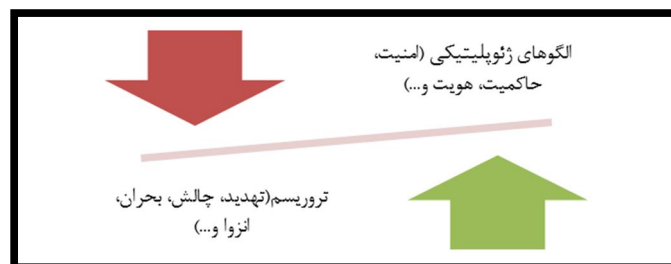 الگوهای ژئوپلیتیکی (امنیت،
حاکمیت، هویت و...)
تروریسم(تهدید، چالش، بحران،
انزوا و...)